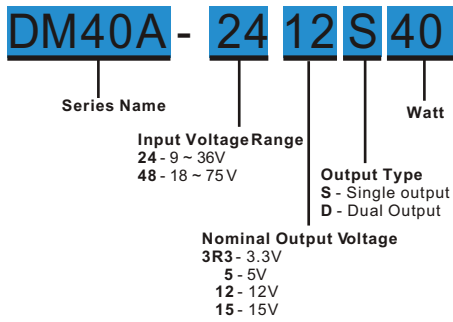 DM40A - 24 12 S 40
Series Name
Watt
Input Voltage Range
24 - 9 ~ 36V
48 - 18 ~ 75 V
Output Type
S - Single output
D - Dual Output
Nominal Output Voltage
3R3 - 3.3V
5 - 5V
12 - 12V
15 - 15V